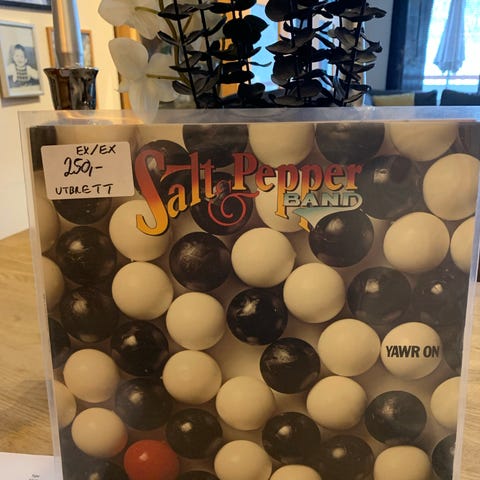 EX/EX
250,-
UTBRETT
Salt & Pepper
BAND
YAWR ON